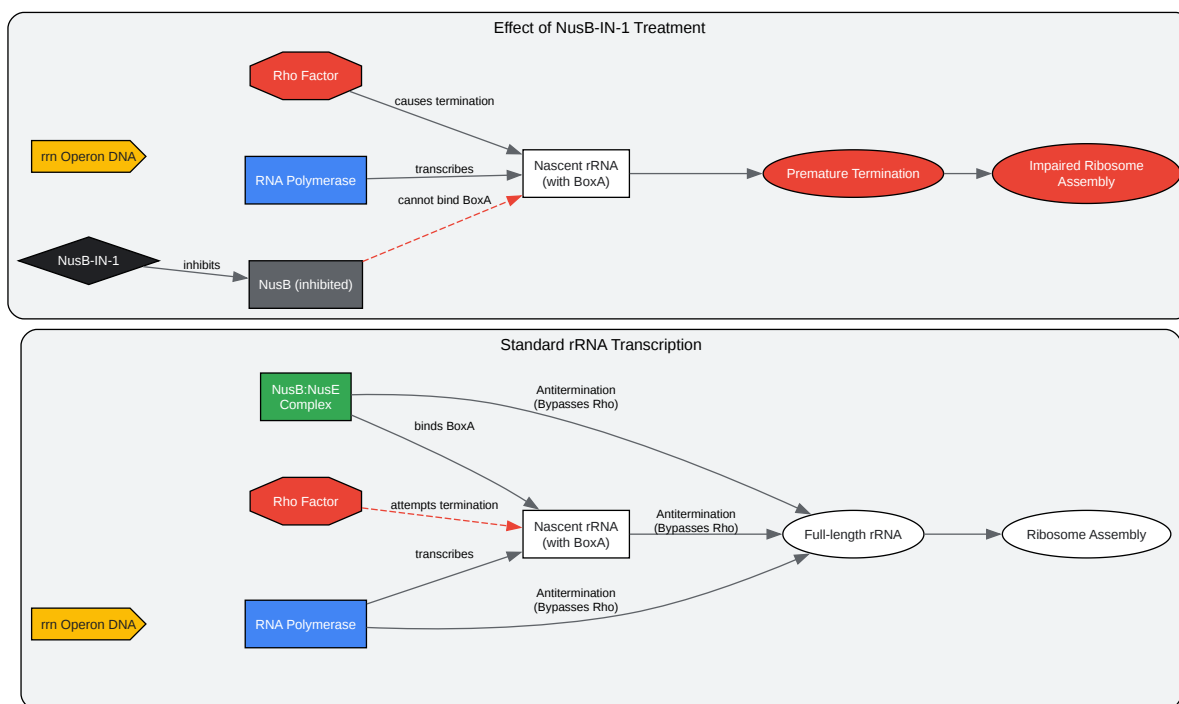 Effect of NusB-IN-1 Treatment
Rho Factor
causes termination
rrn Operon DNA
RNA Polymerase
transcribes
Nascent rRNA
(with BoxA)
Premature Termination
Impaired Ribosome
Assembly
cannot bind BoxA
NusB-IN-1
inhibits
NusB (inhibited)
Standard rRNA Transcription
NusB:NusE
Complex
Antitermination
(Bypasses Rho)
binds BoxA
Rho Factor
attempts termination
Nascent rRNA
(with BoxA)
Antitermination
(Bypasses Rho)
Full-length rRNA
Ribosome Assembly
transcribes
rrn Operon DNA
RNA Polymerase
Antitermination
(Bypasses Rho)